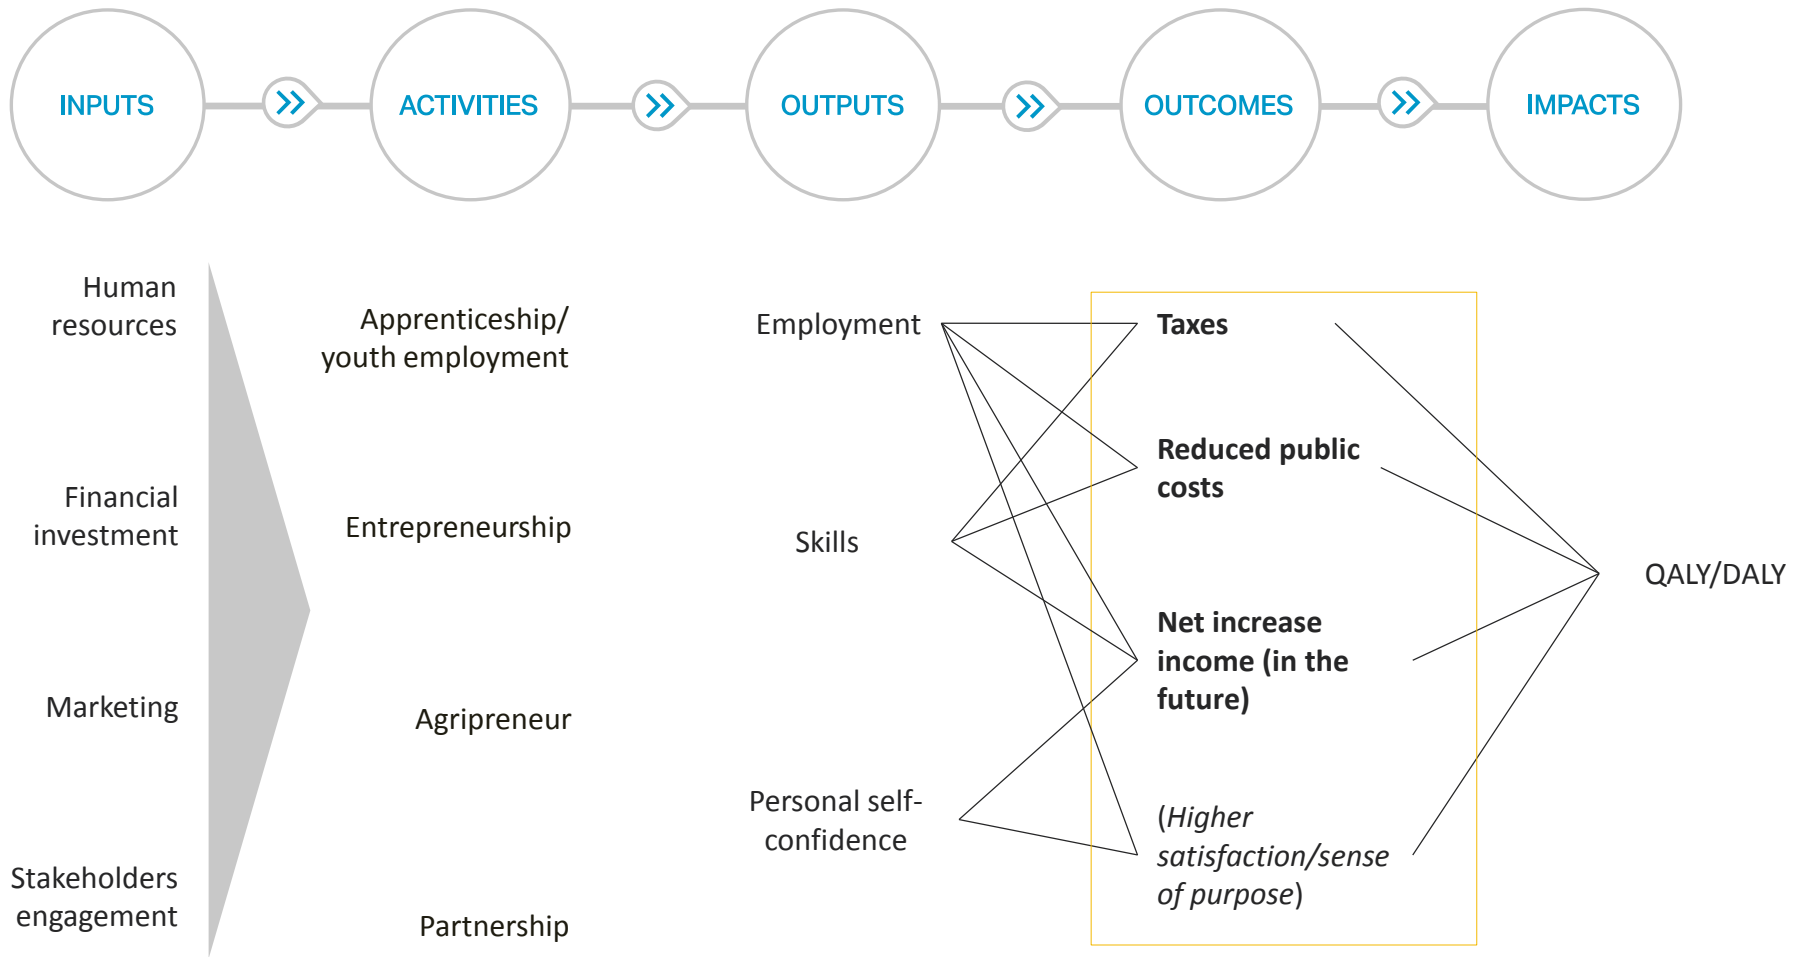 INPUTS
ACTIVITIES
OUTPUTS
OUTCOMES
IMPACTS
Human
resources
Financial
investment
Marketing
Stakeholders
engagement
Apprenticeship/
youth employment
Entrepreneurship
Agripreneur
Partnership
Employment
Skills
Personal self-
confidence
Taxes
Reduced public
costs
Net increase
income (in the
future)
(Higher
satisfaction/sense
of purpose)
QALY/DALY